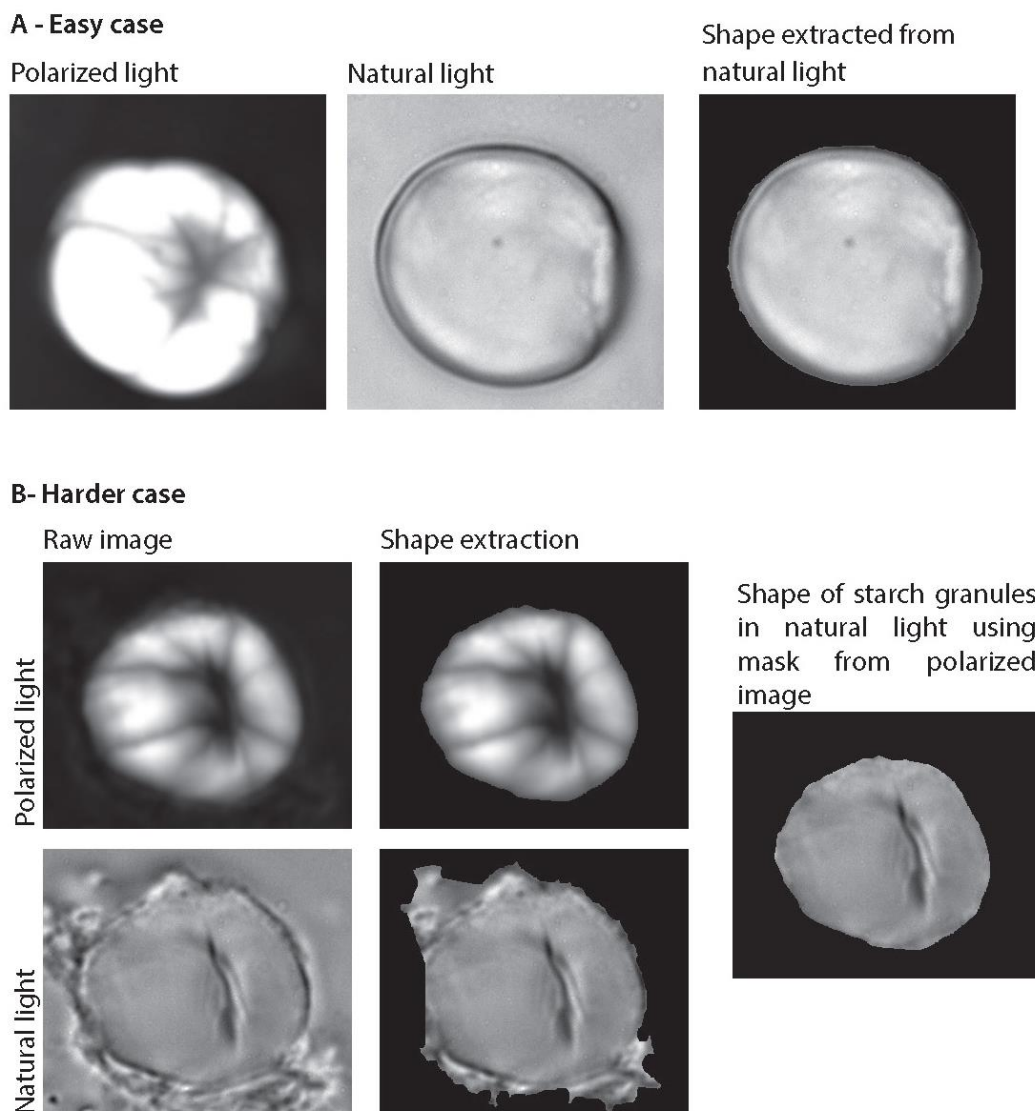 A - Easy case
Polarized light
Natural light
Shape extracted from
natural light
B- Harder case
Raw image
Shape extraction
Polarized light
Natural light
Shape of starch granules
in natural light using
mask from polarized
image